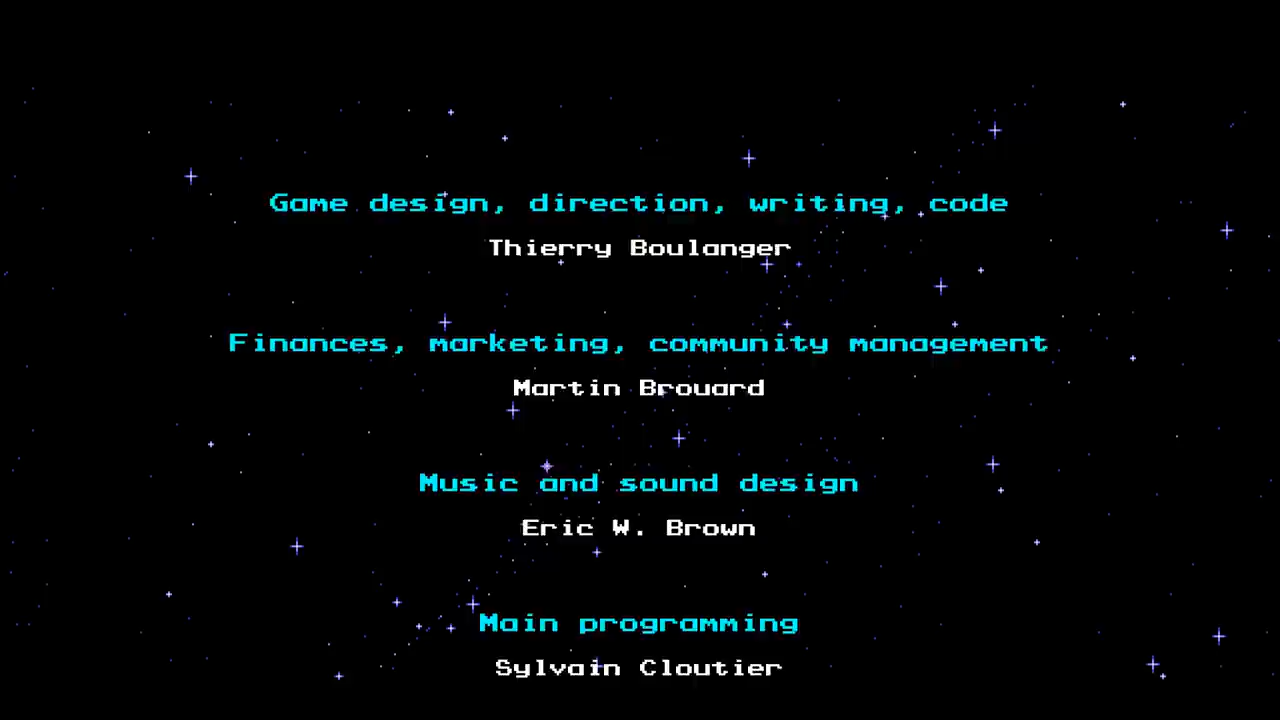 Game design, direction, writing, code
Thierry Boulanger
Finances, marketing, community management
Martin Brouard
Music and sound design
Eric W. Brown
Main programming
Sylvain Cloutier